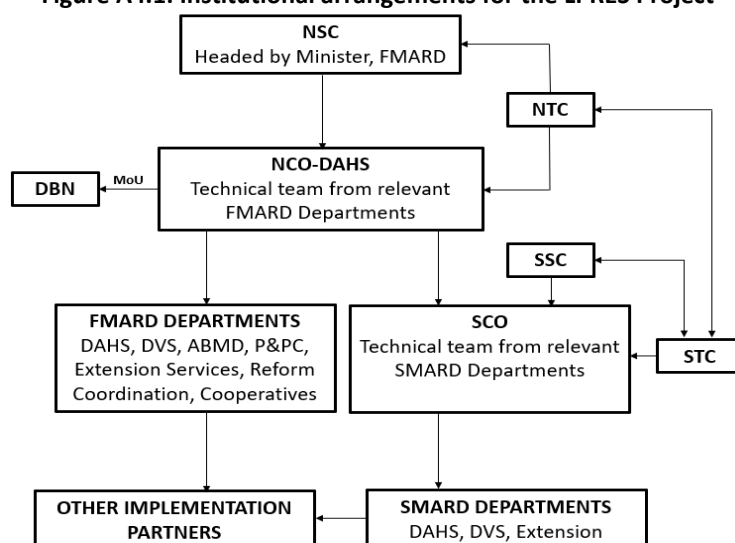 Figure A4.1: Institutional arrangements for the LPRES Project
NSC
Headed by Minister, FMARD
NTC
NCO-DAHS
Technical team from relevant
FMARD Departments
DBN
MoU
SSC
FMARD DEPARTMENTS
DAHS, DVS, ABMD, P&PC,
Extension Services, Reform
Coordination, Cooperatives
SCO
Technical team from relevant
SMARD Departments
STC
OTHER IMPLEMENTATION
PARTNERS
SMARD DEPARTMENTS
DAHS, DVS, Extension